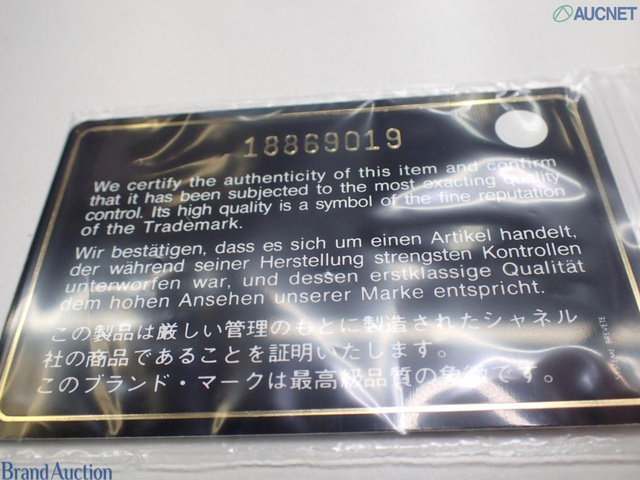 AUCNET
18869019
We certify the authenticity of this item and confirm
that it has been subjected to the most exacting quality
control. Its high quality is a symbol of the fine reputation
of the Trademark.
Wir bestätigen, dass es sich um einen Artikel handelt,
der während seiner Herstellung strengsten Kontrollen
unterworfen war, und dessen erstklassige Qualität
dem hohen Ansehen unserer Marke entspricht.
この製品は厳しい管理のもとに製造されたシャネル
社の商品であることを証明いたします。
このブランド・マークは最高級品質の象徴です。
Brand Auction